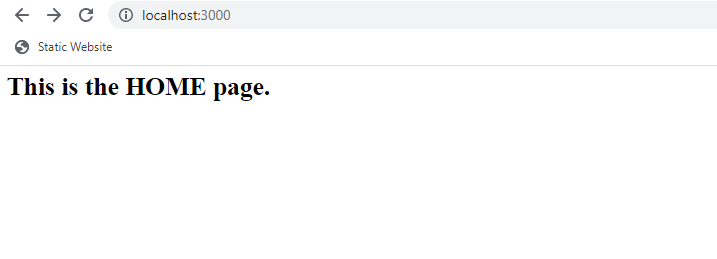 localhost:3000
Static Website
This is the HOME page.